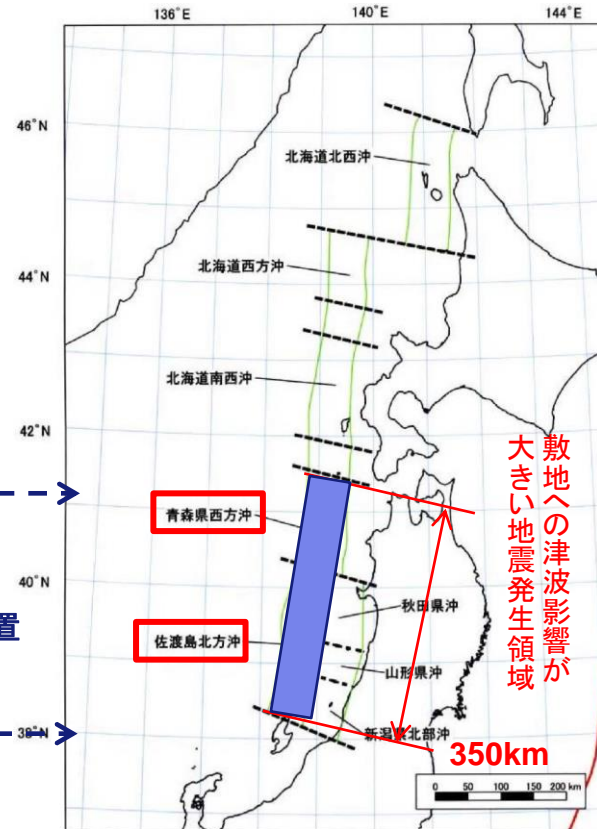 136°E
140°E
144°E
46°N
北海道北西沖
44°N
北海道西方沖
北海道南西沖
42°N
敷地への津波影響が
大きい地震発生領域
青森県西方沖
40°N
置
秋田県沖
佐渡島北方沖
山形県沖
38°N
新潟県北部沖
350km
0 50 100 150 200 km